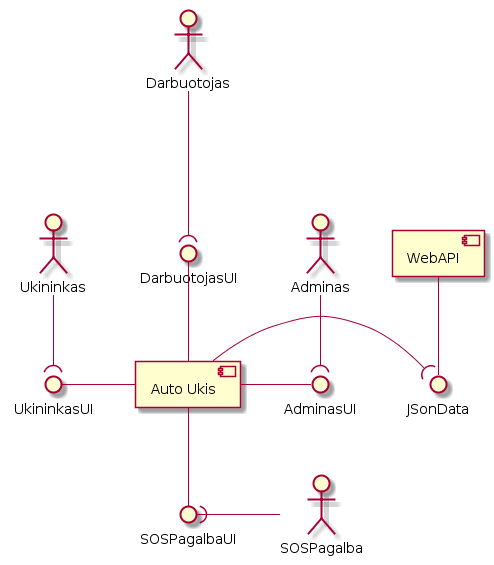 Darbuotojas
Ukininkas
DarbuotojasUI
Adminas
WebAPI
UkininkasUI
Auto Ukis
AdminasUI
JSonData
SOSPagalbaUI
SOSPagalba